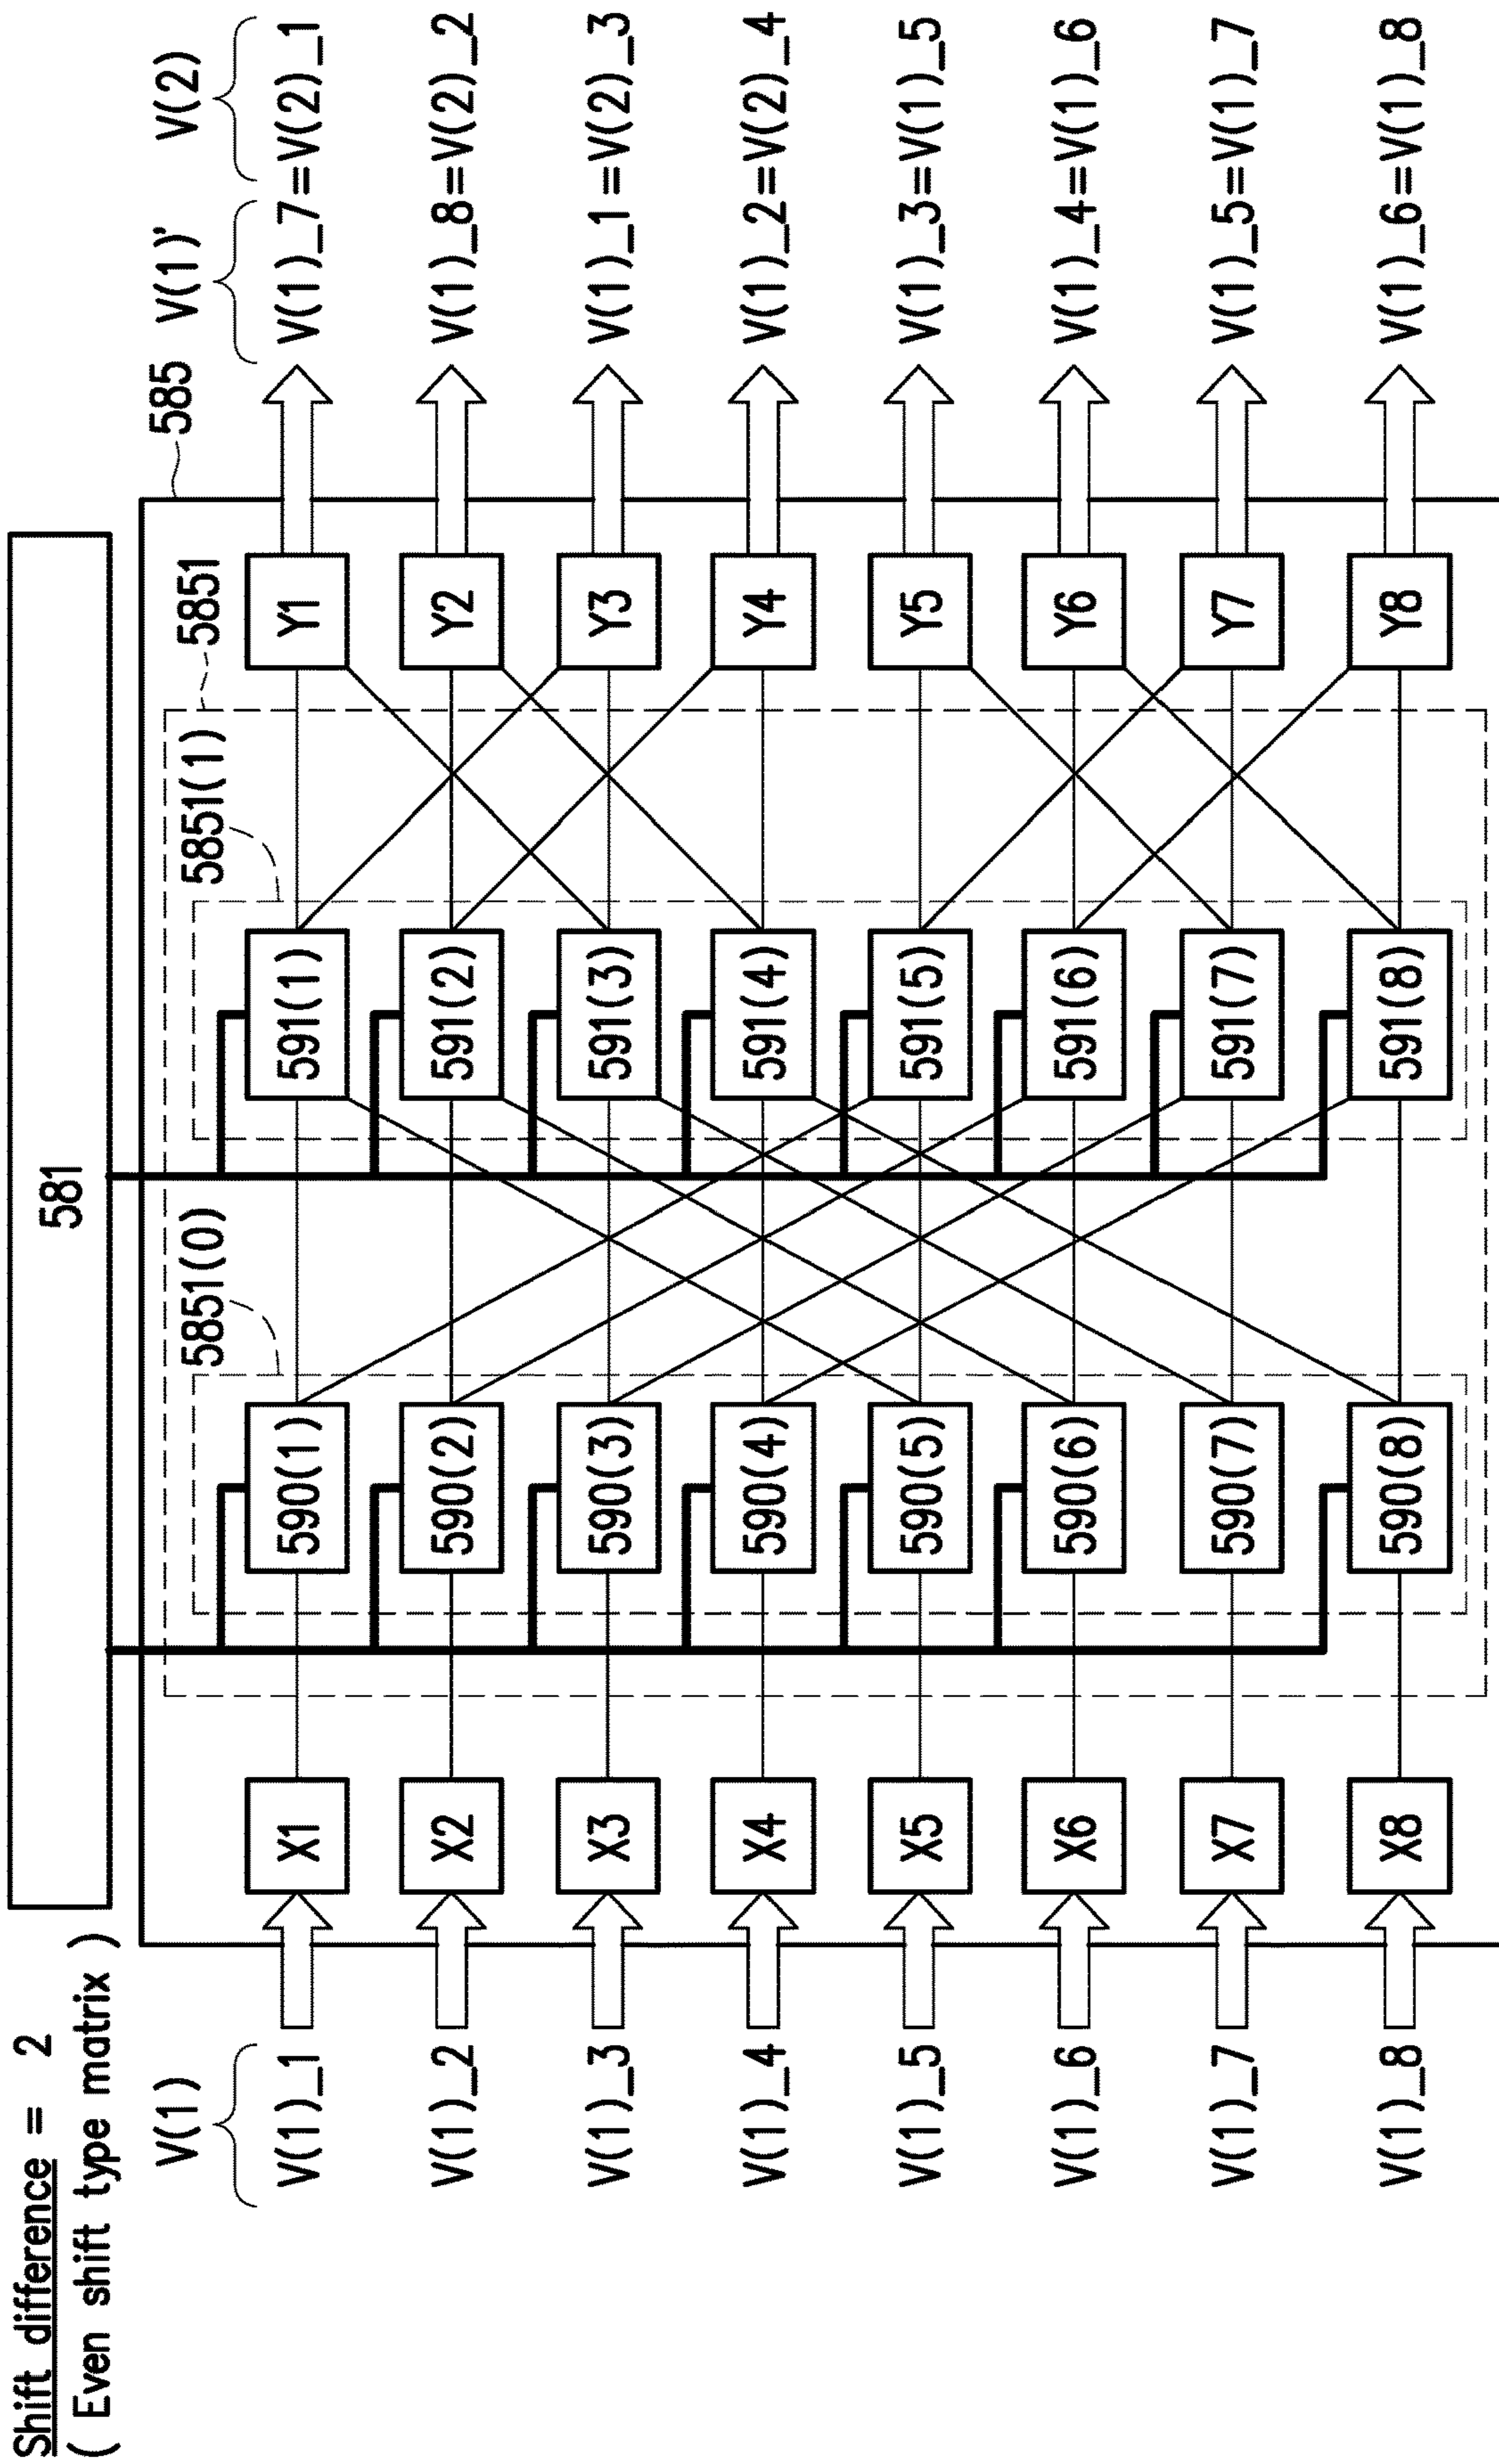 Shift difference = 2
( Even shift type matrix )
581
585
5851
5851(0)
5851(1)
V(1)
V(1)'
V(2)
V(1)_1
X1
590(1)
591(1)
Y1
V(1)_7=V(2)_1
V(1)_2
X2
590(2)
591(2)
Y2
V(1)_8=V(2)_2
V(1)_3
X3
590(3)
591(3)
Y3
V(1)_1=V(2)_3
V(1)_4
X4
590(4)
591(4)
Y4
V(1)_2=V(2)_4
V(1)_5
X5
590(5)
591(5)
Y5
V(1)_3=V(1)_5
V(1)_6
X6
590(6)
591(6)
Y6
V(1)_4=V(1)_6
V(1)_7
X7
590(7)
591(7)
Y7
V(1)_5=V(1)_7
V(1)_8
X8
590(8)
591(8)
Y8
V(1)_6=V(1)_8